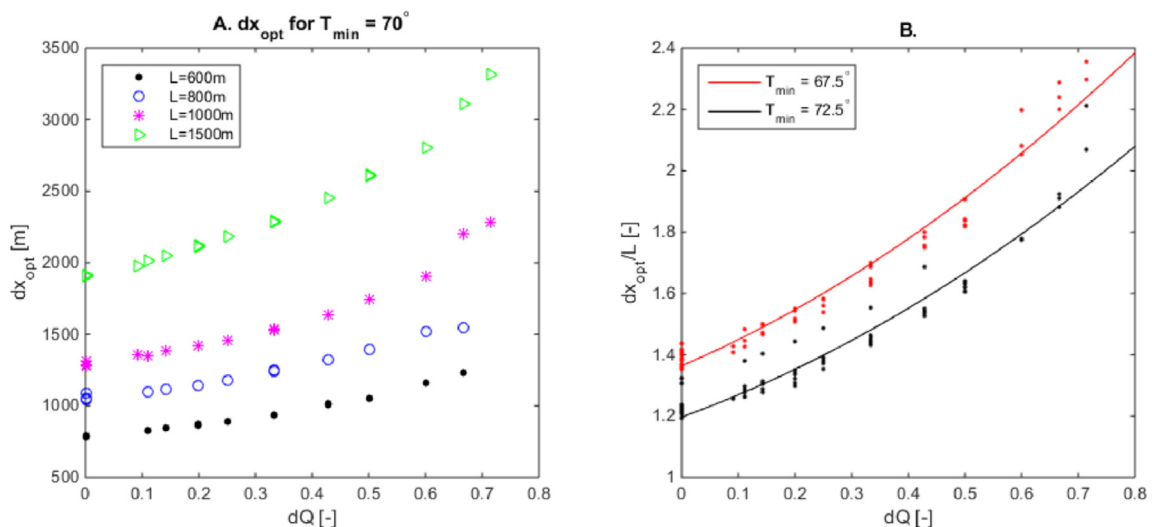 A. dx_opt for T_min = 70°
3500
3000
2500
2000
1500
1000
500
dx_opt [m]
L=600m
L=800m
L=1000m
L=1500m
0 0.1 0.2 0.3 0.4 0.5 0.6 0.7 0.8
dQ [-]
B.
2.4
2.2
2
1.8
1.6
1.4
1.2
1
dx_opt/L [-]
T_min = 67.5°
T_min = 72.5°
0 0.1 0.2 0.3 0.4 0.5 0.6 0.7 0.8
dQ [-]